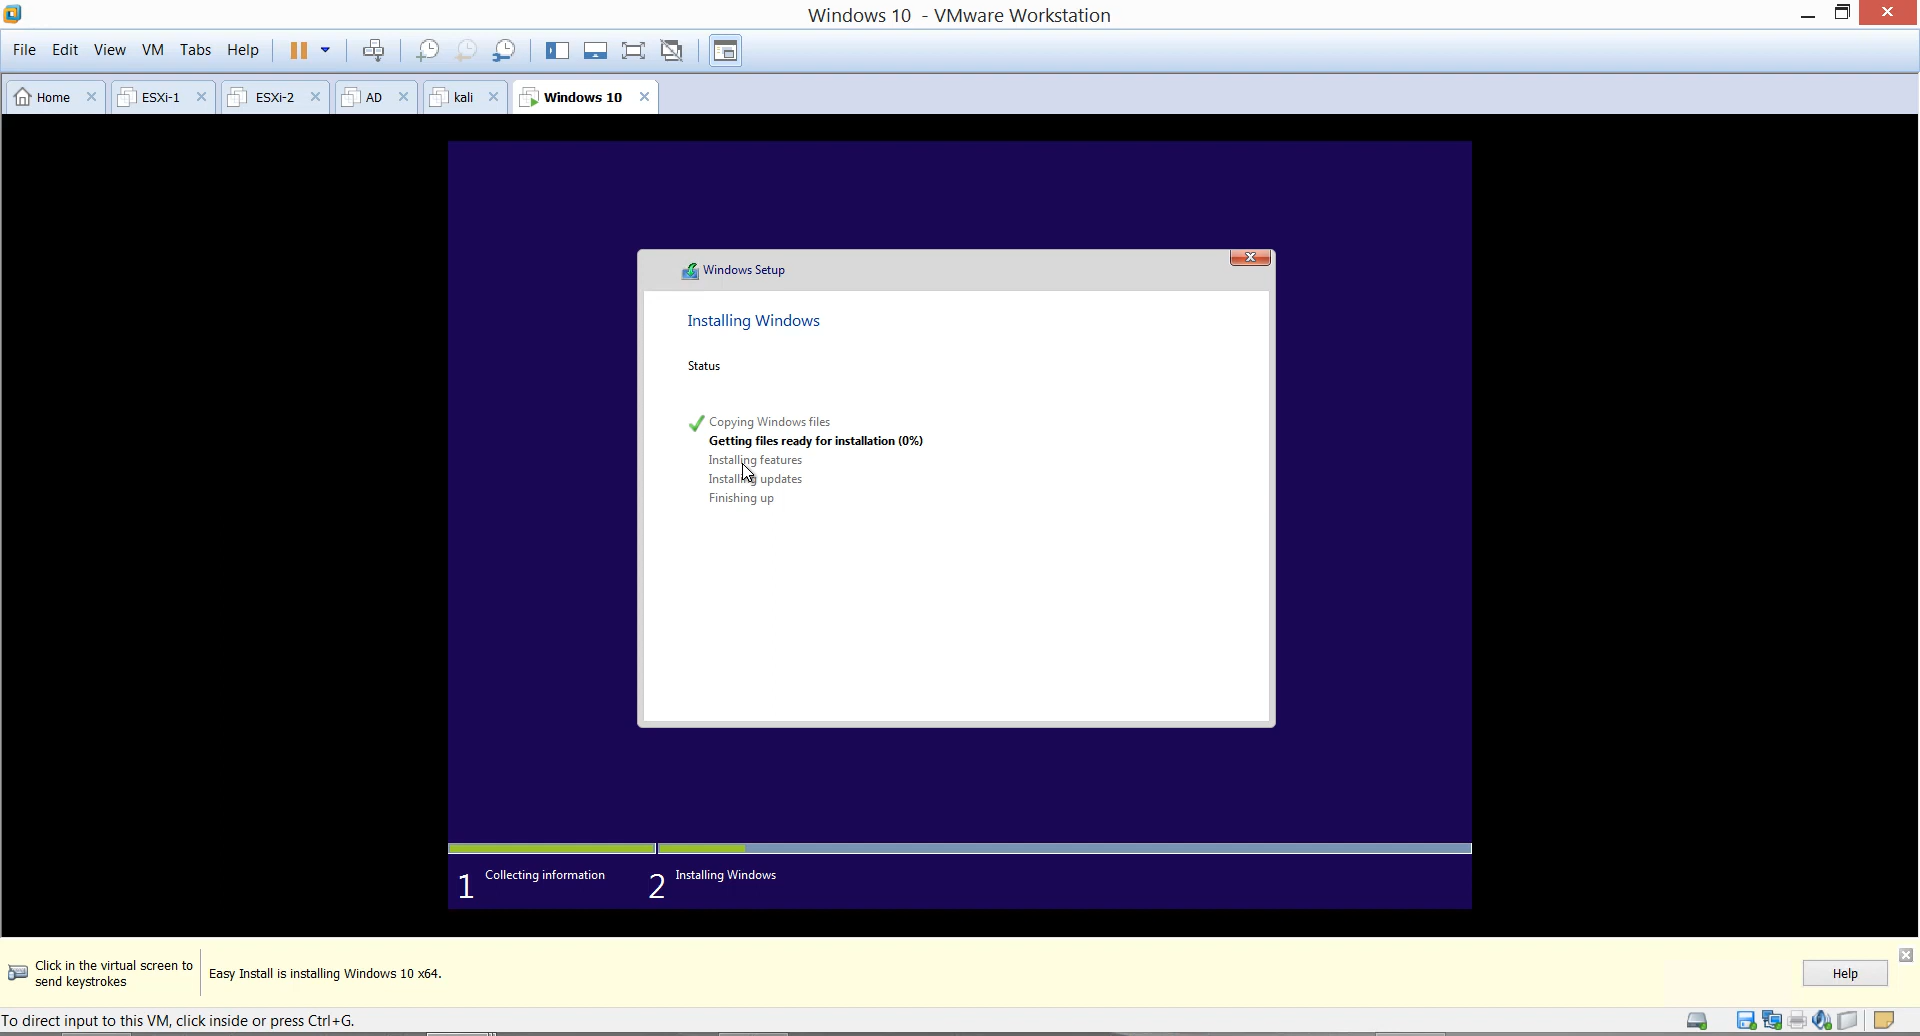 Windows 10 - VMware Workstation
File Edit View VM Tabs Help
Home ESXi-1 ESXi-2 AD kali Windows 10
Windows Setup
Installing Windows
Status
Copying Windows files
Getting files ready for installation (0%)
Installing features
Installing updates
Finishing up
1 Collecting information 2 Installing Windows
Click in the virtual screen to
send keystrokes
Easy Install is installing Windows 10 x64.
Help
To direct input to this VM, click inside or press Ctrl+G.